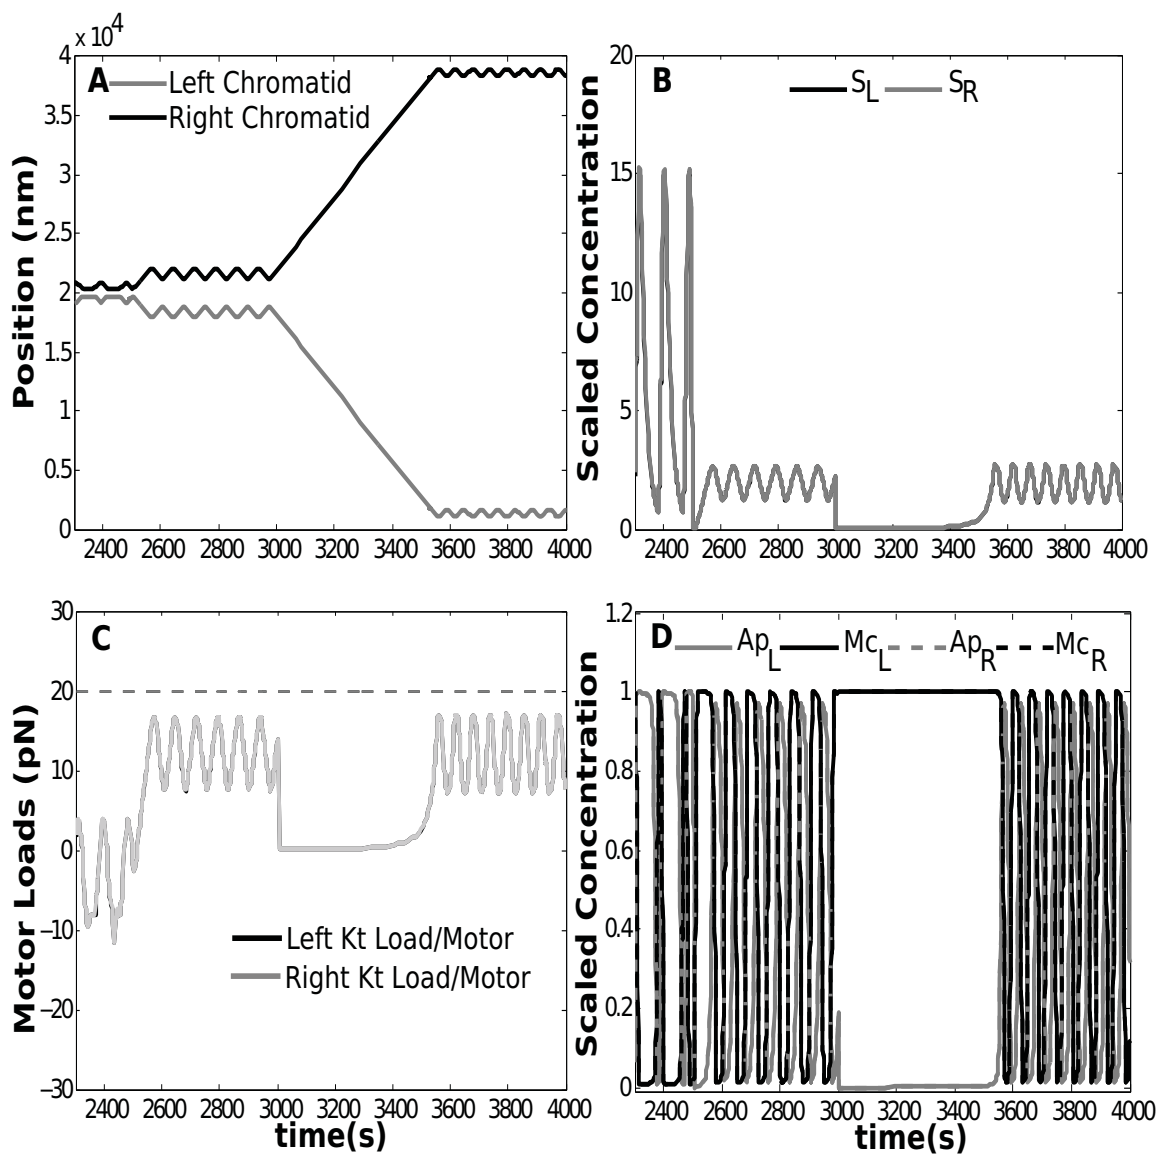 x 10^4
A
Left Chromatid
Right Chromatid
Position (nm)
4
3.5
3
2.5
2
1.5
1
0.5
0
2400 2600 2800 3000 3200 3400 3600 3800 4000
B
S_L S_R
Scaled Concentration
20
15
10
5
0
2400 2600 2800 3000 3200 3400 3600 3800 4000
C
Left Kt Load/Motor
Right Kt Load/Motor
Motor Loads (pN)
30
20
10
0
−10
−20
−30
2400 2600 2800 3000 3200 3400 3600 3800 4000
time(s)
D
Ap_L Mc_L Ap_R Mc_R
Scaled Concentration
1.2
1
0.8
0.6
0.4
0.2
0
2400 2600 2800 3000 3200 3400 3600 3800 4000
time(s)